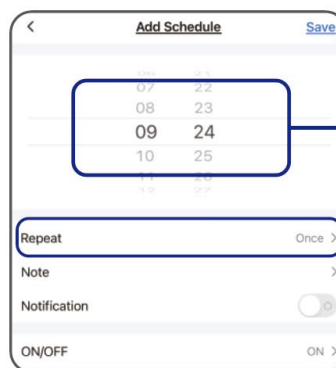 < Add Schedule Save
07 22
08 23
09 24
10 25
Repeat Once >
Note >
Notification
ON/OFF ON >